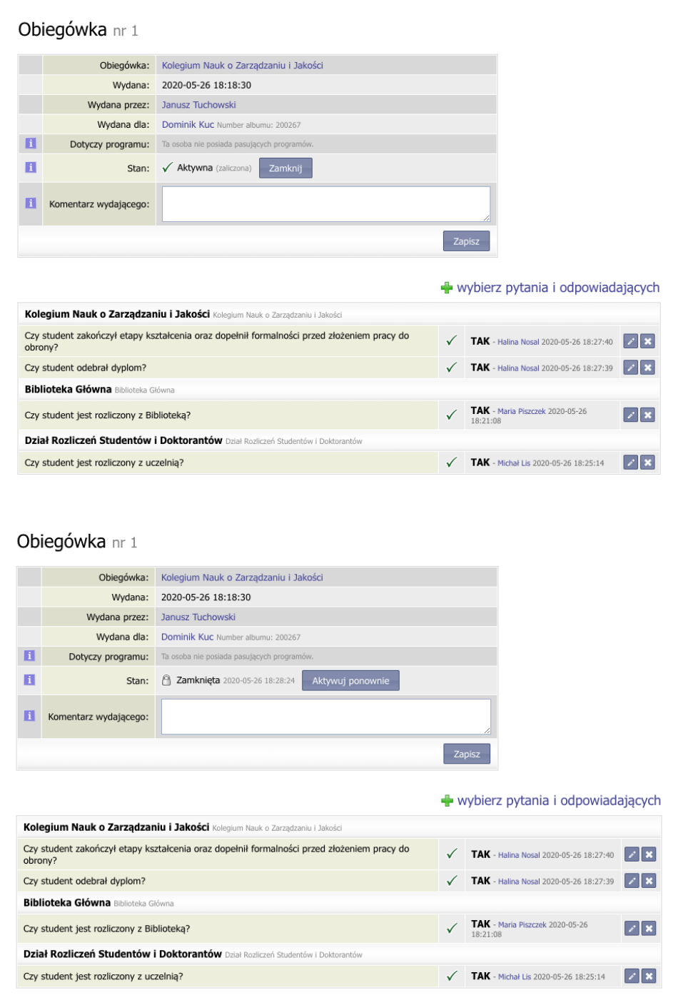 Obiegówka nr 1
Obiegówka: Kolegium Nauk o Zarządzaniu i Jakości
Wydana: 2020-05-26 18:18:30
Wydana przez: Janusz Tuchowski
Wydana dla: Dominik Kuc Number albumu: 200267
i Dotyczy programu: Ta osoba nie posiada pasujących programów.
i Stan: Aktywna (zaliczona) Zamknij
i Komentarz wydającego:
Zapisz
wybierz pytania i odpowiadających
Kolegium Nauk o Zarządzaniu i Jakości Kolegium Nauk o Zarządzaniu i Jakości
Czy student zakończył etapy kształcenia oraz dopełnił formalności przed złożeniem pracy do
obrony?
TAK - Halina Nosal 2020-05-26 18:27:40
Czy student odebrał dyplom? TAK - Halina Nosal 2020-05-26 18:27:39
Biblioteka Główna Biblioteka Główna
Czy student jest rozliczony z Biblioteką? TAK - Maria Piszczek 2020-05-26
18:21:08
Dział Rozliczeń Studentów i Doktorantów Dział Rozliczeń Studentów i Doktorantów
Czy student jest rozliczony z uczelnią? TAK - Michał Lis 2020-05-26 18:25:14
Obiegówka nr 1
Obiegówka: Kolegium Nauk o Zarządzaniu i Jakości
Wydana: 2020-05-26 18:18:30
Wydana przez: Janusz Tuchowski
Wydana dla: Dominik Kuc Number albumu: 200267
i Dotyczy programu: Ta osoba nie posiada pasujących programów.
i Stan: Zamknięta 2020-05-26 18:28:24 Aktywuj ponownie
i Komentarz wydającego:
Zapisz
wybierz pytania i odpowiadających
Kolegium Nauk o Zarządzaniu i Jakości Kolegium Nauk o Zarządzaniu i Jakości
Czy student zakończył etapy kształcenia oraz dopełnił formalności przed złożeniem pracy do
obrony?
TAK - Halina Nosal 2020-05-26 18:27:40
Czy student odebrał dyplom? TAK - Halina Nosal 2020-05-26 18:27:39
Biblioteka Główna Biblioteka Główna
Czy student jest rozliczony z Biblioteką? TAK - Maria Piszczek 2020-05-26
18:21:08
Dział Rozliczeń Studentów i Doktorantów Dział Rozliczeń Studentów i Doktorantów
Czy student jest rozliczony z uczelnią? TAK - Michał Lis 2020-05-26 18:25:14